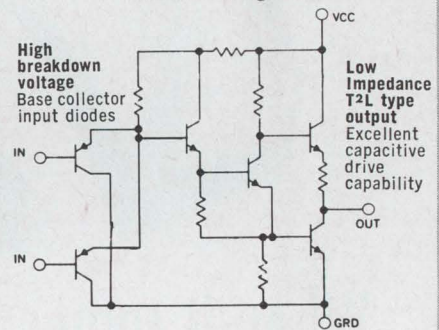 VCC
High
breakdown
voltage
Base collector
input diodes
Low
Impedance
T²L type
output
Excellent
capacitive
drive
capability
IN
OUT
IN
GRD